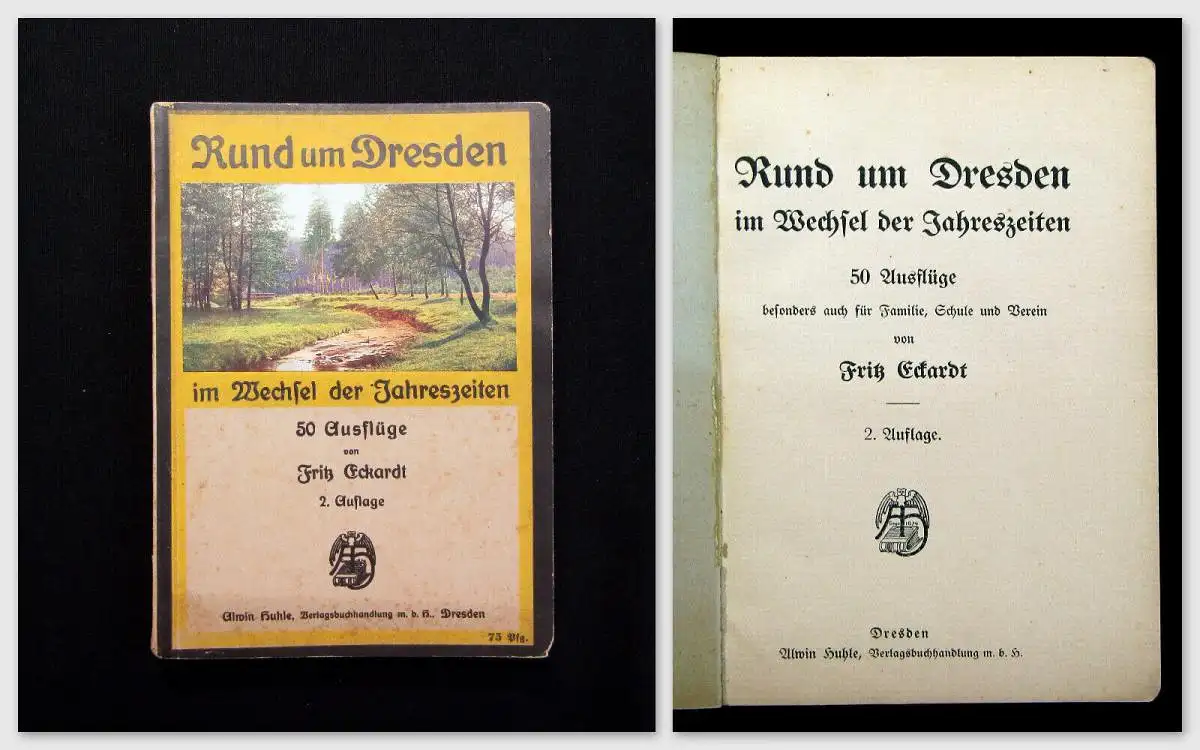 Rund um Dresden
im Wechsel der Jahreszeiten
50 Ausflüge
von
Fritz Eckardt
2. Auflage
Alwin Huhle, Verlagsbuchhandlung m. b. H., Dresden
75 Pfg.
Rund um Dresden
im Wechsel der Jahreszeiten
50 Ausflüge
besonders auch für Familie, Schule und Verein
von
Fritz Eckardt
2. Auflage.
Dresden
Alwin Huhle, Verlagsbuchhandlung m. b. H.